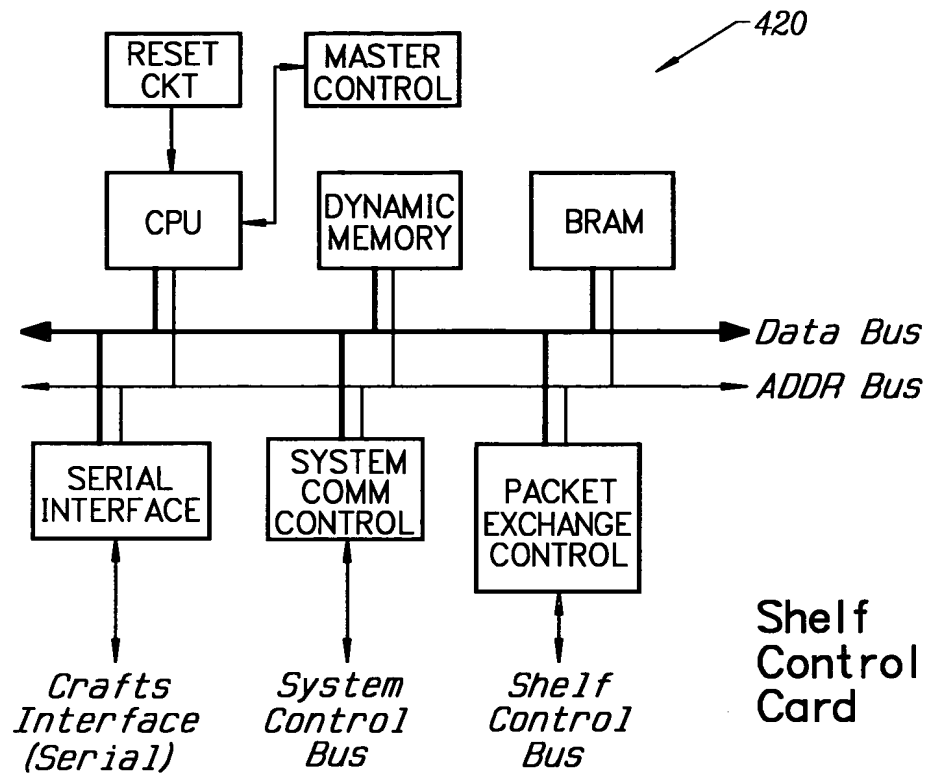 420
RESET
CKT
MASTER
CONTROL
CPU
DYNAMIC
MEMORY
BRAM
Data Bus
ADDR Bus
SERIAL
INTERFACE
SYSTEM
COMM
CONTROL
PACKET
EXCHANGE
CONTROL
Crafts
Interface
(Serial)
System
Control
Bus
Shelf
Control
Bus
Shelf
Control
Card